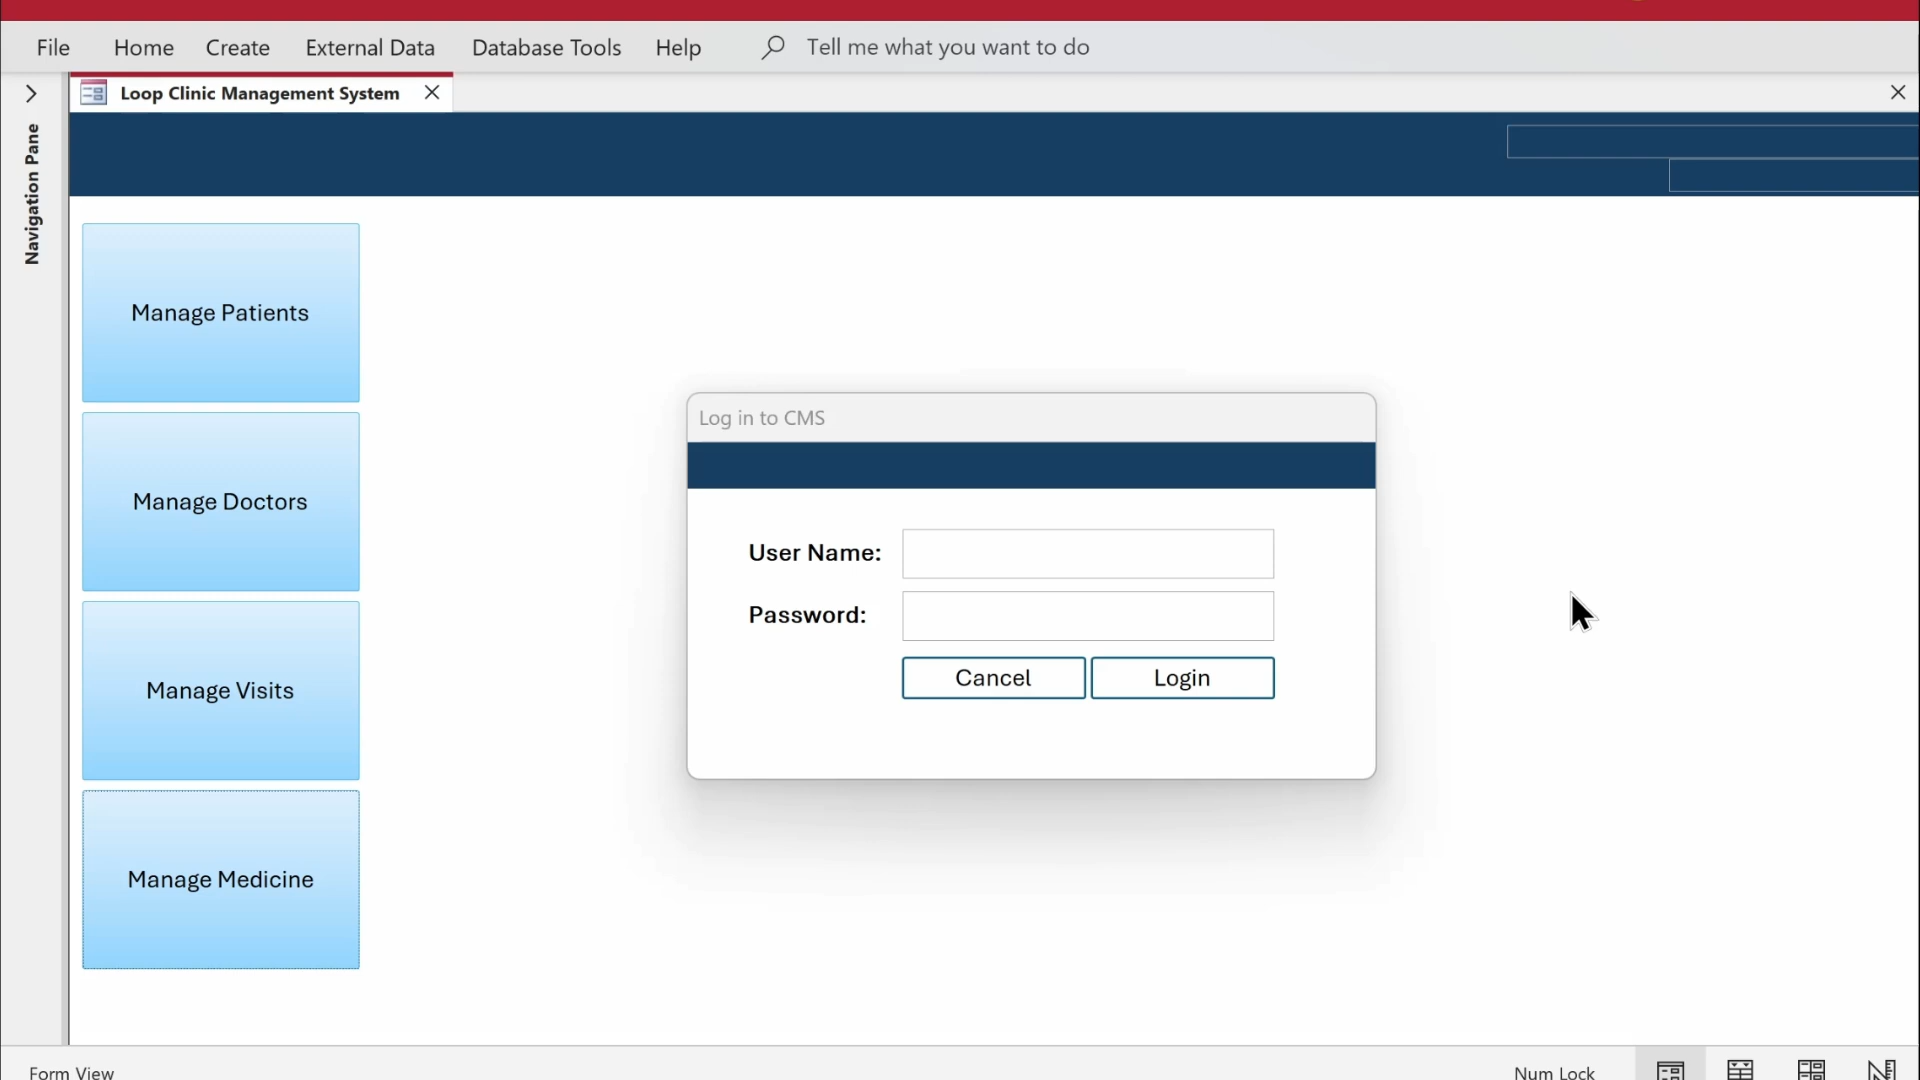 File Home Create External Data Database Tools Help Tell me what you want to do
Loop Clinic Management System
Navigation Pane
Manage Patients
Manage Doctors
Manage Visits
Manage Medicine
Log in to CMS
User Name:
Password:
Cancel Login
Form View Num Lock